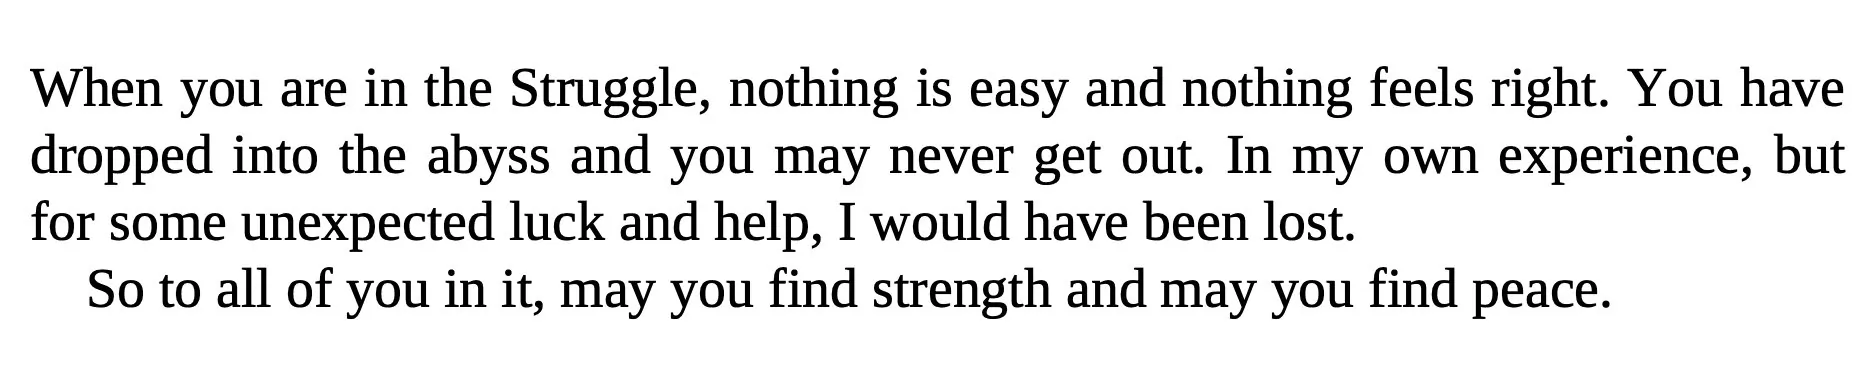 When you are in the Struggle, nothing is easy and nothing feels right. You have
dropped into the abyss and you may never get out. In my own experience, but
for some unexpected luck and help, I would have been lost.
So to all of you in it, may you find strength and may you find peace.